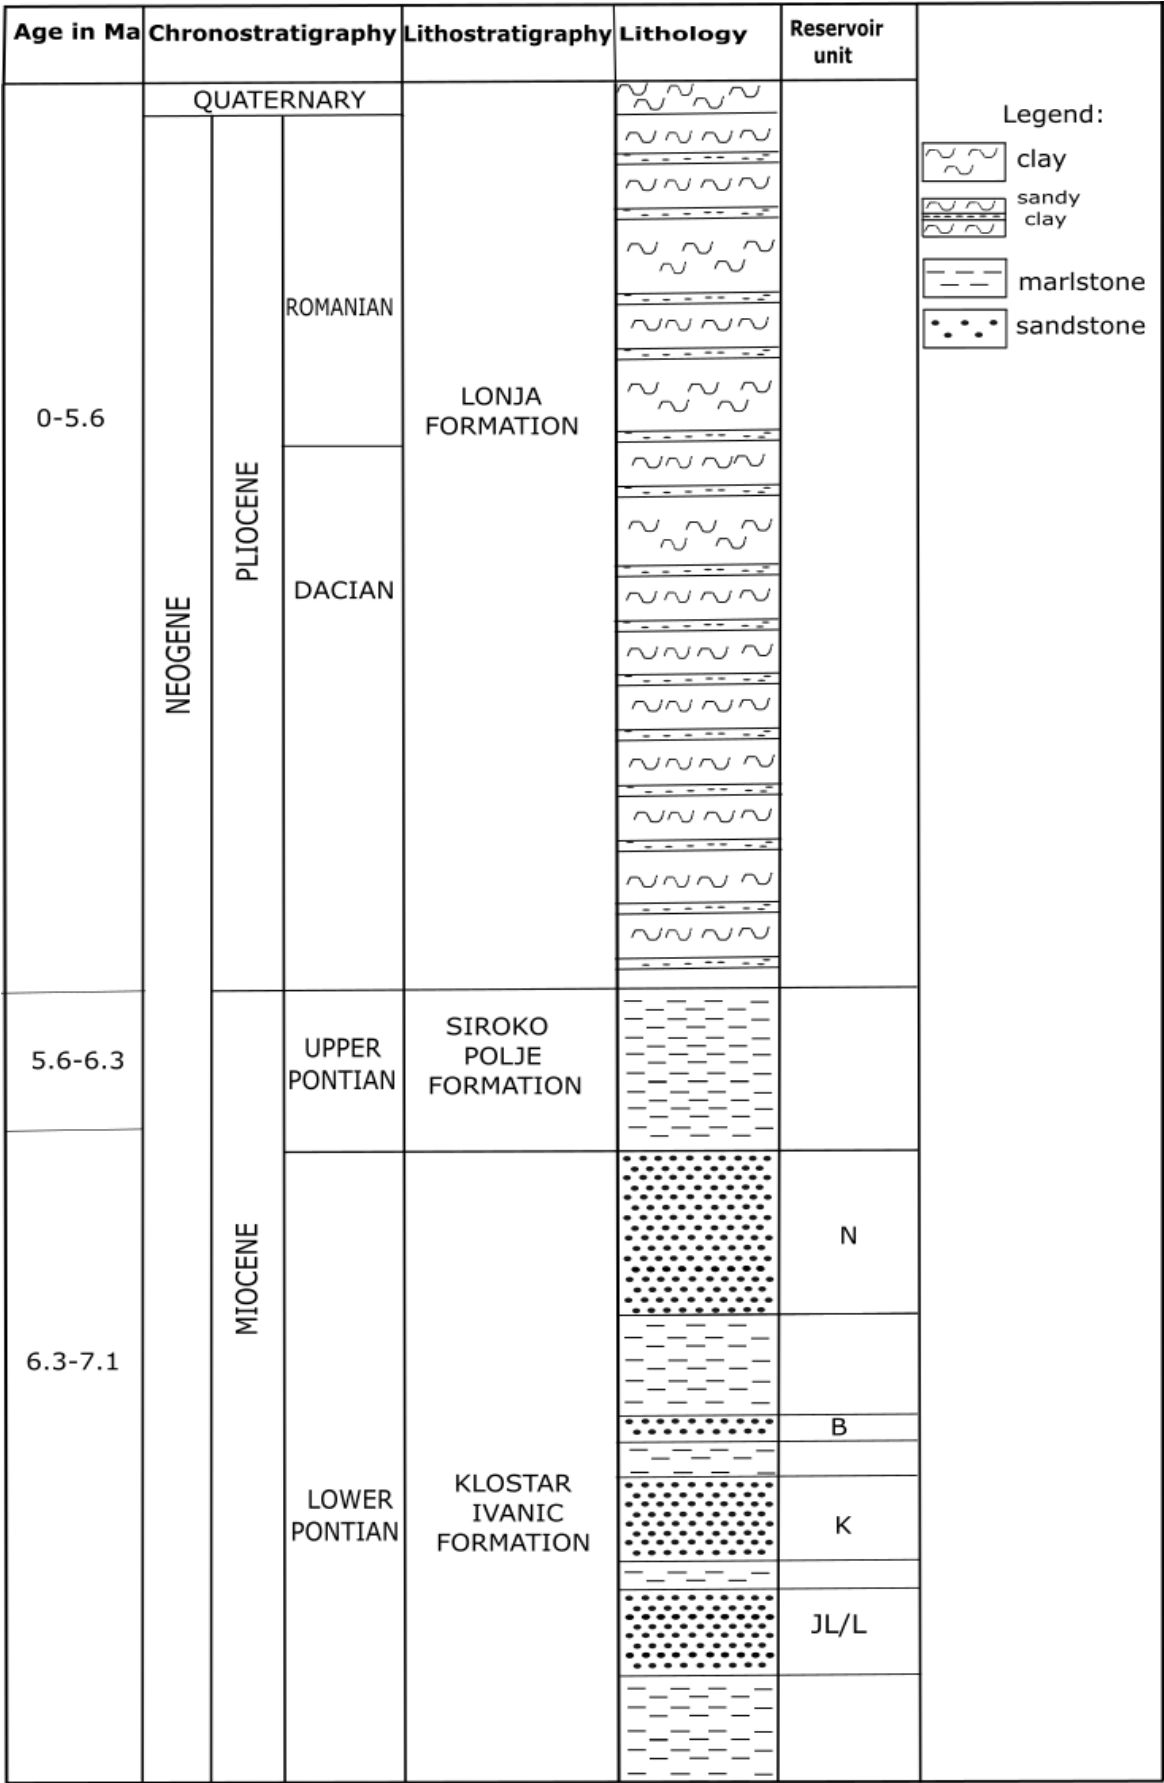 Age in Ma Chronostratigraphy Lithostratigraphy Lithology Reservoir
unit
QUATERNARY
NEOGENE
PLIOCENE
ROMANIAN
DACIAN
0-5.6
LONJA
FORMATION
5.6-6.3
MIOCENE
UPPER
PONTIAN
SIROKO
POLJE
FORMATION
6.3-7.1
LOWER
PONTIAN
KLOSTAR
IVANIC
FORMATION
N
B
K
JL/L
Legend:
clay
sandy
clay
marlstone
sandstone